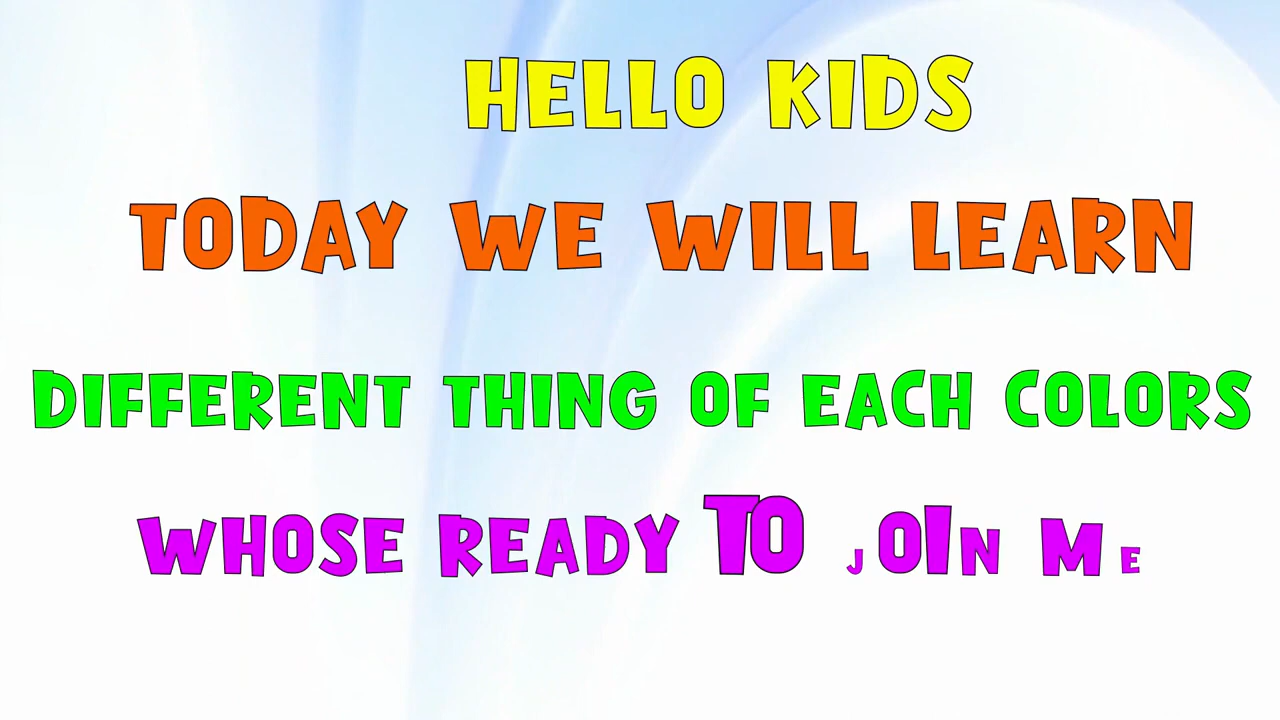 HELLO KIDS
TODAY WE WILL LEARN
DIFFERENT THING OF EACH COLORS
WHOSE READY TO JOIN ME